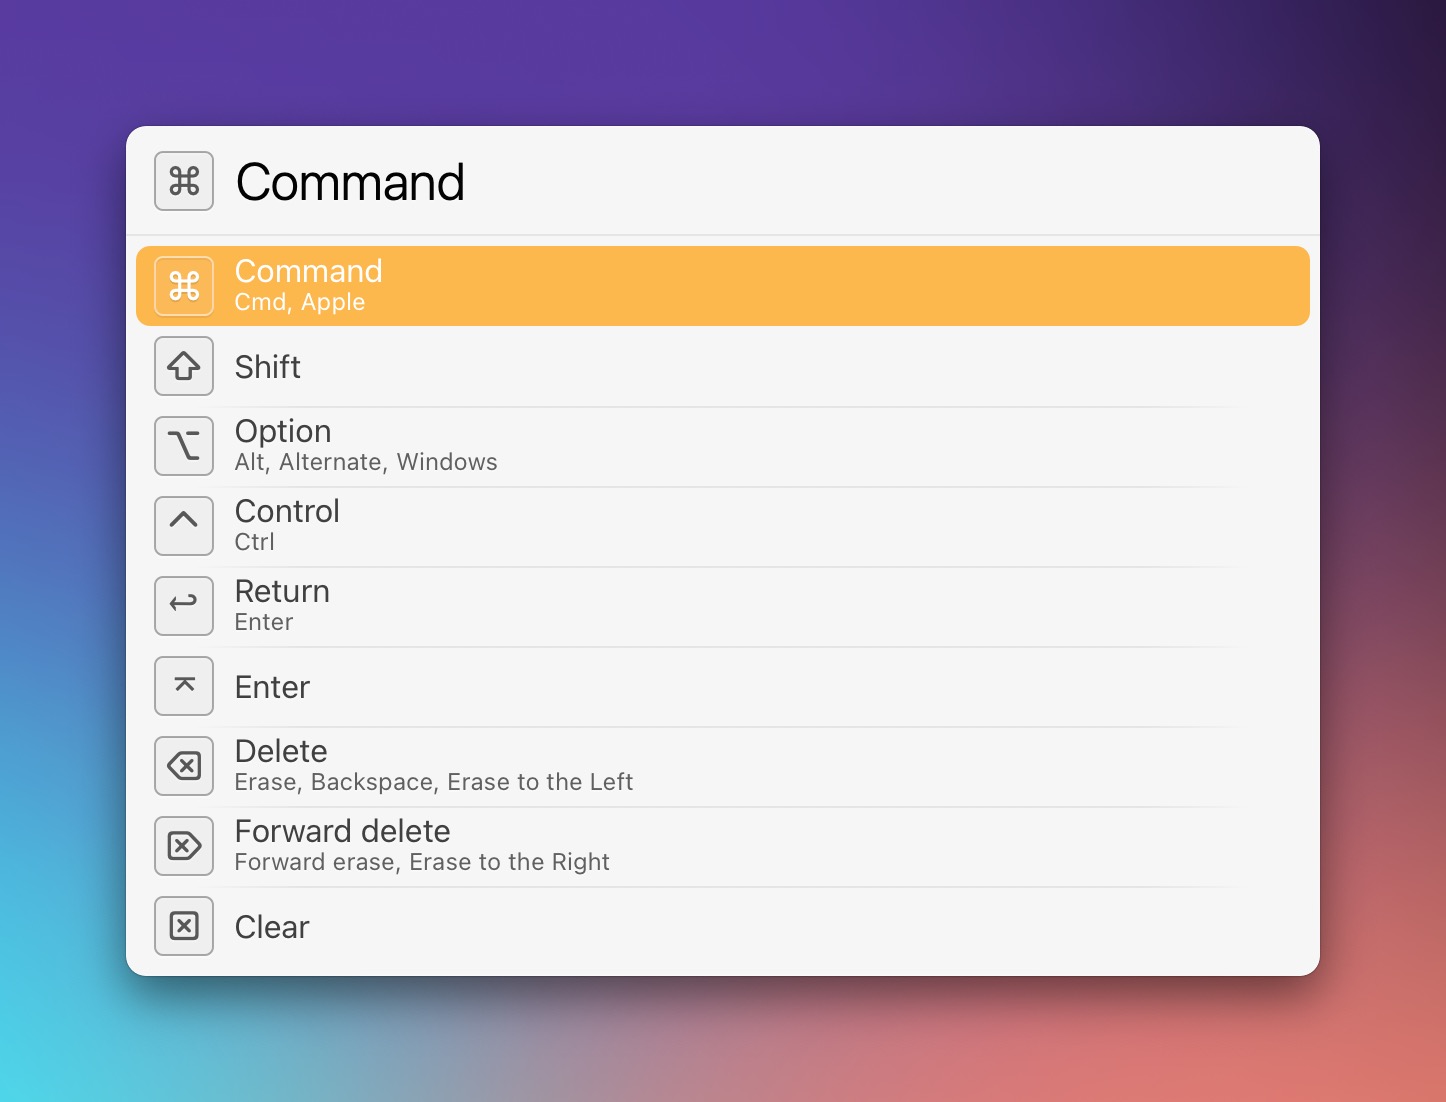 ⌘ Command
⌘ Command
Cmd, Apple
Shift
Option
Alt, Alternate, Windows
Control
Ctrl
Return
Enter
Enter
Delete
Erase, Backspace, Erase to the Left
Forward delete
Forward erase, Erase to the Right
Clear